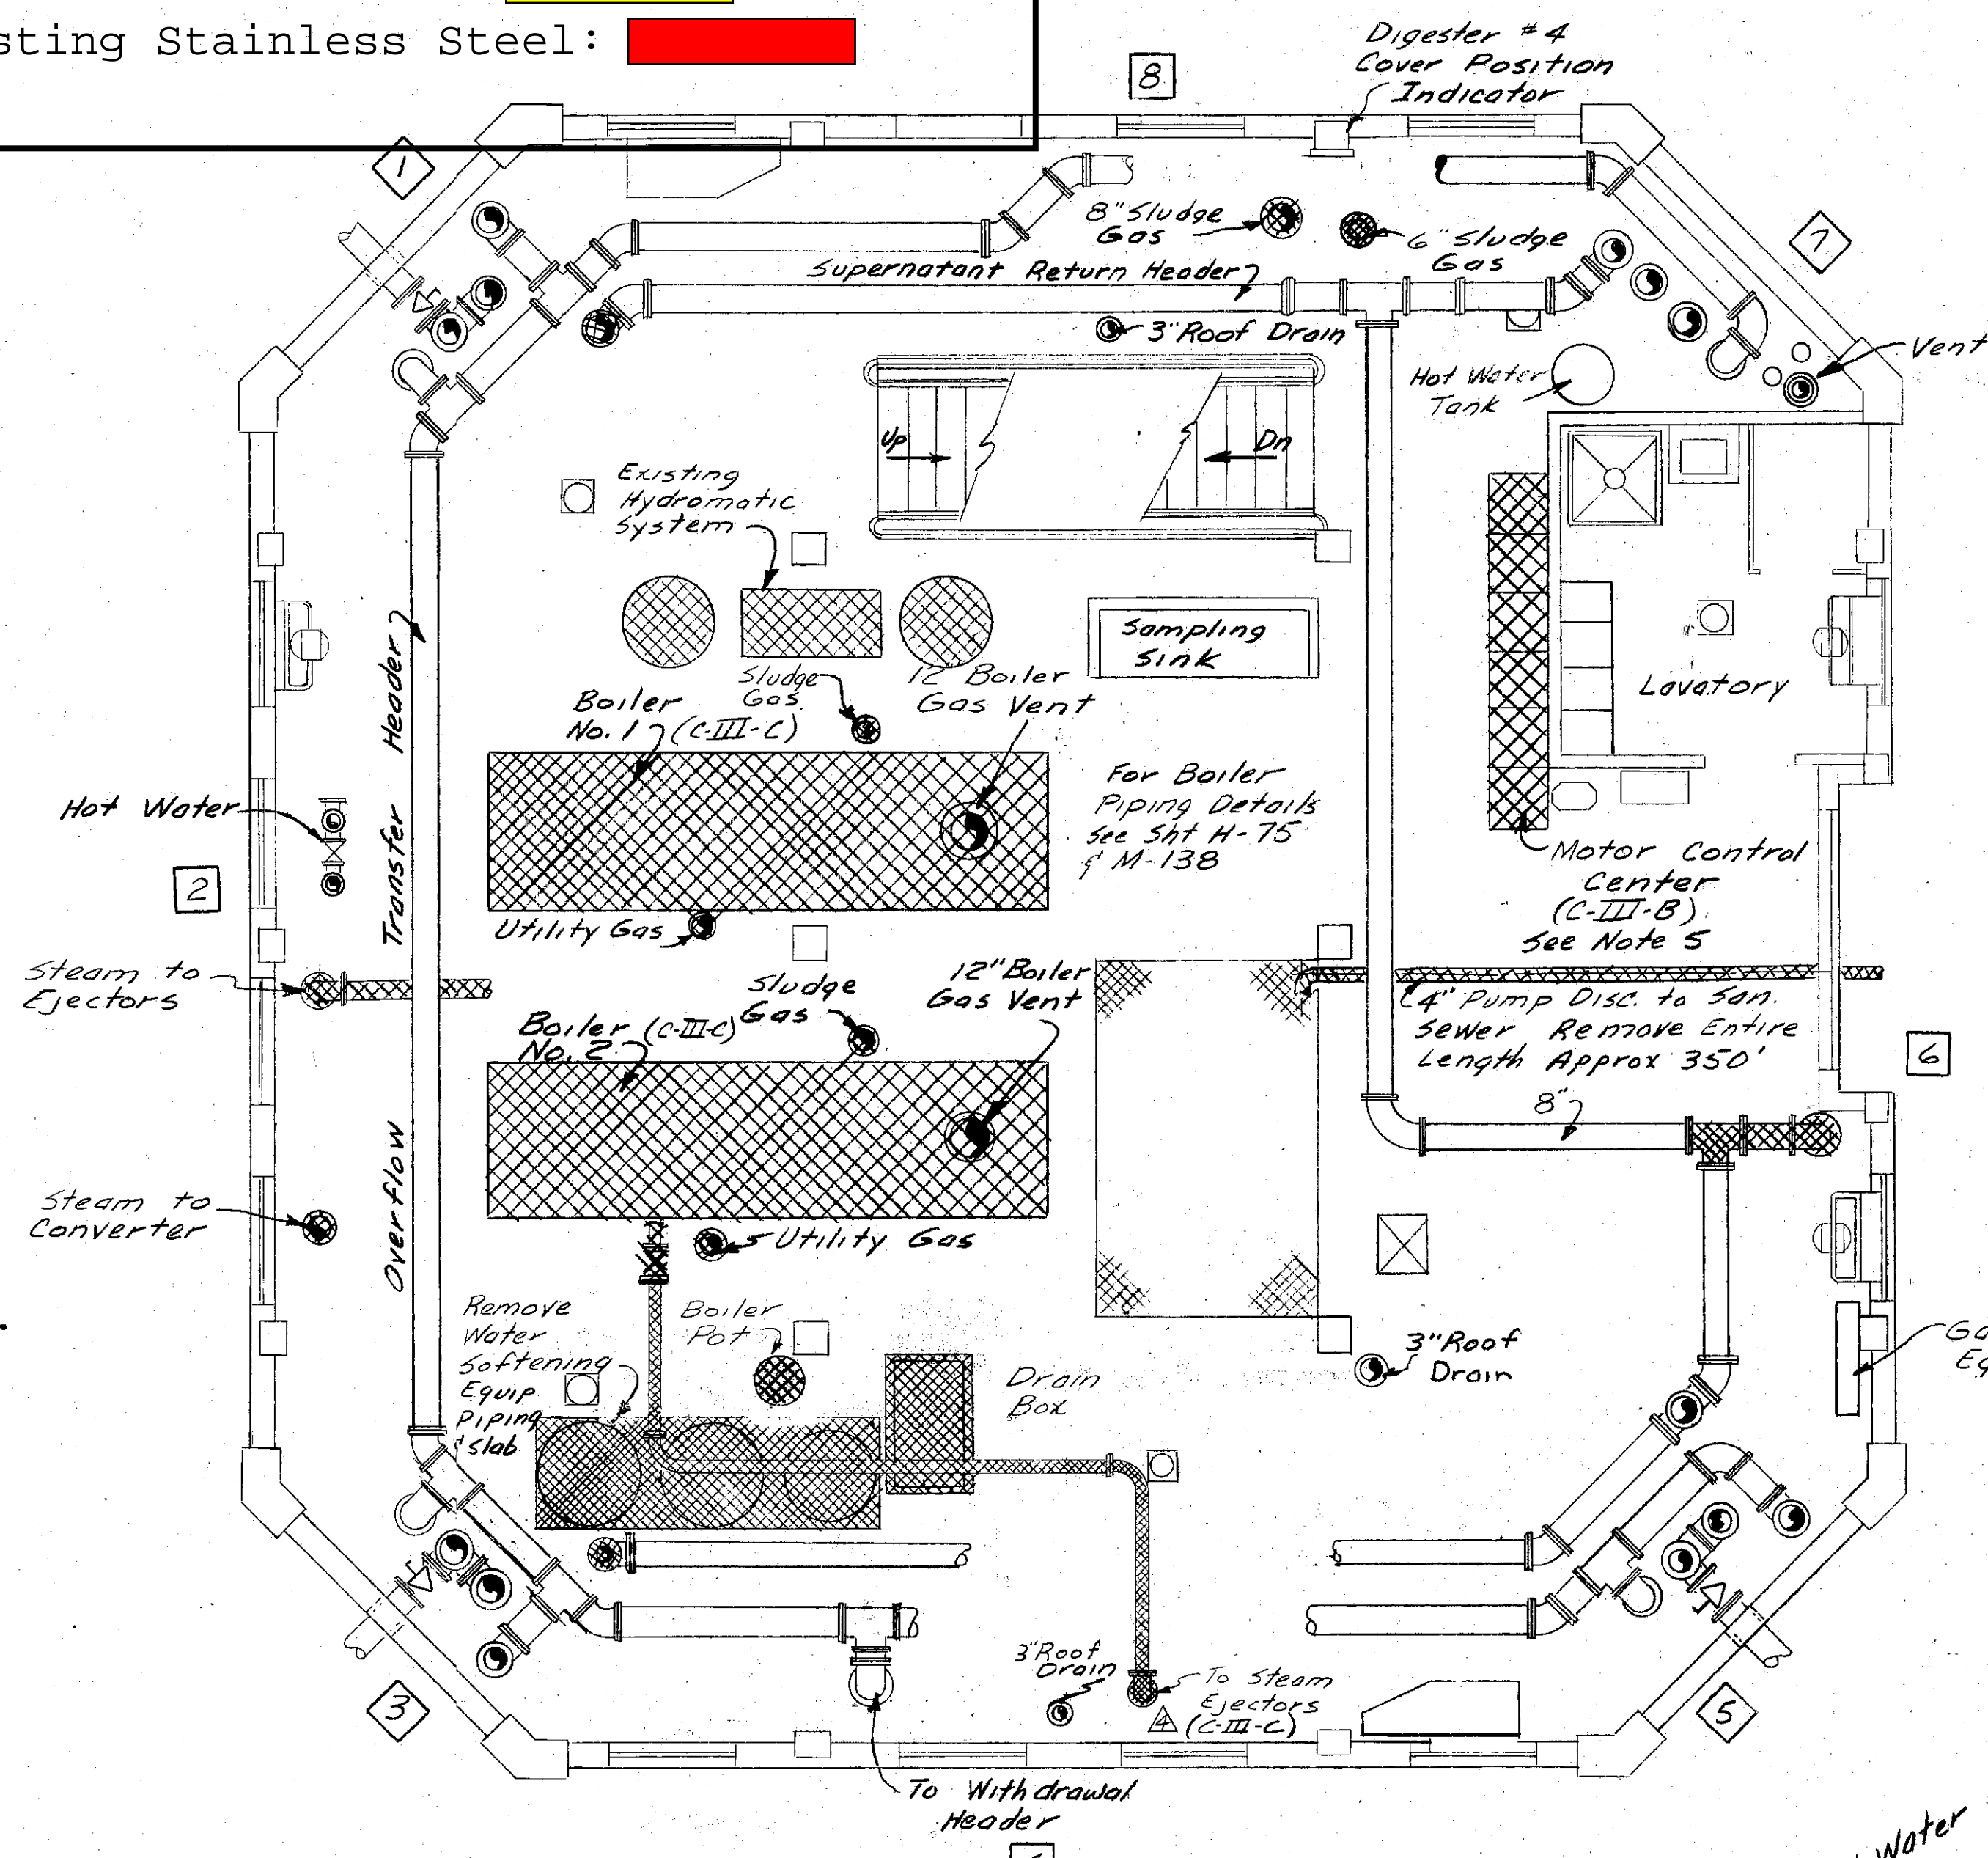 sting Stainless Steel:
8
Digester #4
Cover Position
Indicator
1
7
8" Sludge
Gas
6" Sludge
Gas
Supernatant Return Header
3" Roof Drain
Hot Water
Tank
Vent
Up
Dn
Existing
Hydromatic
System
Sampling
Sink
Lavatory
Sludge
Gas
12 Boiler
Gas Vent
Boiler
No. 1 (C-III-C)
Overflow Transfer Header
Hot Water
For Boiler
Piping Details
See Sht H-75
& M-138
Motor Control
Center
(C-III-B)
See Note 5
2
Utility Gas
Steam to
Ejectors
Sludge
Gas
12" Boiler
Gas Vent
Boiler (C-III-C)
No. 2
4" Pump Disc. to San.
Sewer Remove Entire
Length Approx 350'
6
8"
Steam to
Converter
Utility Gas
Remove
Water
Softening
Equip
Piping
& Slab
Boiler
Pot
Drain
Box
3" Roof
Drain
Ga
Eq
3
5
3" Roof
Drain
To Steam
Ejectors
(C-III-C)
4
To Withdrawal
Header
Water